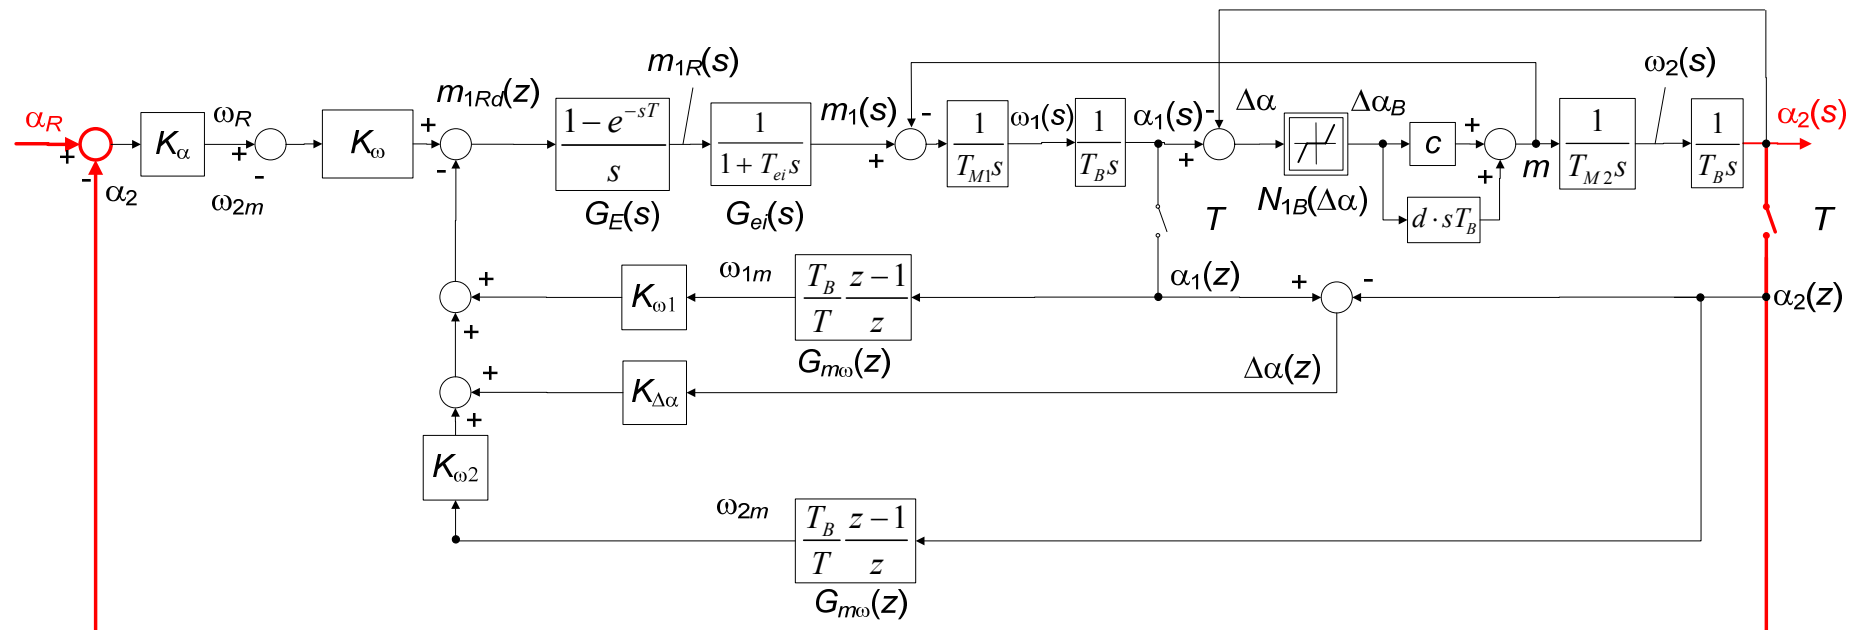 α_R
+
-
α_2
K_α
ω_R
+
-
ω_2m
K_ω
+
-
m_1Rd(z)
1 − e^−sT
s
G_E(s)
m_1R(s)
1
1 + T_ei s
G_ei(s)
m_1(s)
+
-
1
T_M1 s
ω_1(s)
1
T_B s
α_1(s)
-
+
Δα
N_1B(Δα)
Δα_B
c
d · sT_B
+
+
m
1
T_M2 s
ω_2(s)
1
T_B s
α_2(s)
T
T
+
+
K_ω1
ω_1m
T_B z − 1
T z
G_mω(z)
α_1(z)
+
-
α_2(z)
+
+
K_Δα
Δα(z)
K_ω2
ω_2m
T_B z − 1
T z
G_mω(z)